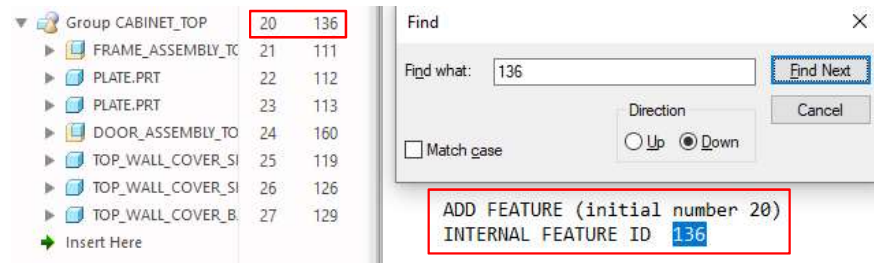 Group CABINET_TOP 20 136
FRAME_ASSEMBLY_TO 21 111
PLATE.PRT 22 112
PLATE.PRT 23 113
DOOR_ASSEMBLY_TO 24 160
TOP_WALL_COVER_SI 25 119
TOP_WALL_COVER_SI 26 126
TOP_WALL_COVER_B. 27 129
Insert Here
Find
Find what: 136
Find Next
Direction
Cancel
Match case
Up Down
ADD FEATURE (initial number 20)
INTERNAL FEATURE ID 136